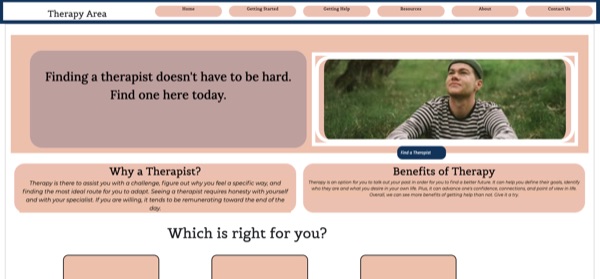 Therapy Area
Home
Getting Started
Getting Help
Resources
About
Contact Us
Finding a therapist doesn't have to be hard.
Find one here today.
Find a Therapist
Why a Therapist?
Therapy is there to assist you with a challenge, figure out why you feel a specific way, and
finding the most ideal route for you to adapt. Seeing a therapist requires honesty with yourself
and with your specialist. If you are willing, it tends to be remunerating toward the end of the
day.
Benefits of Therapy
Therapy is an option for you to talk out your past in order for you to find a better future. It can help you define their goals, identify
who they are and what you desire in your own life. Plus, it can advance one's confidence, connections, and point of view in life.
Overall, we can see more benefits of getting help than not. Give it a try.
Which is right for you?